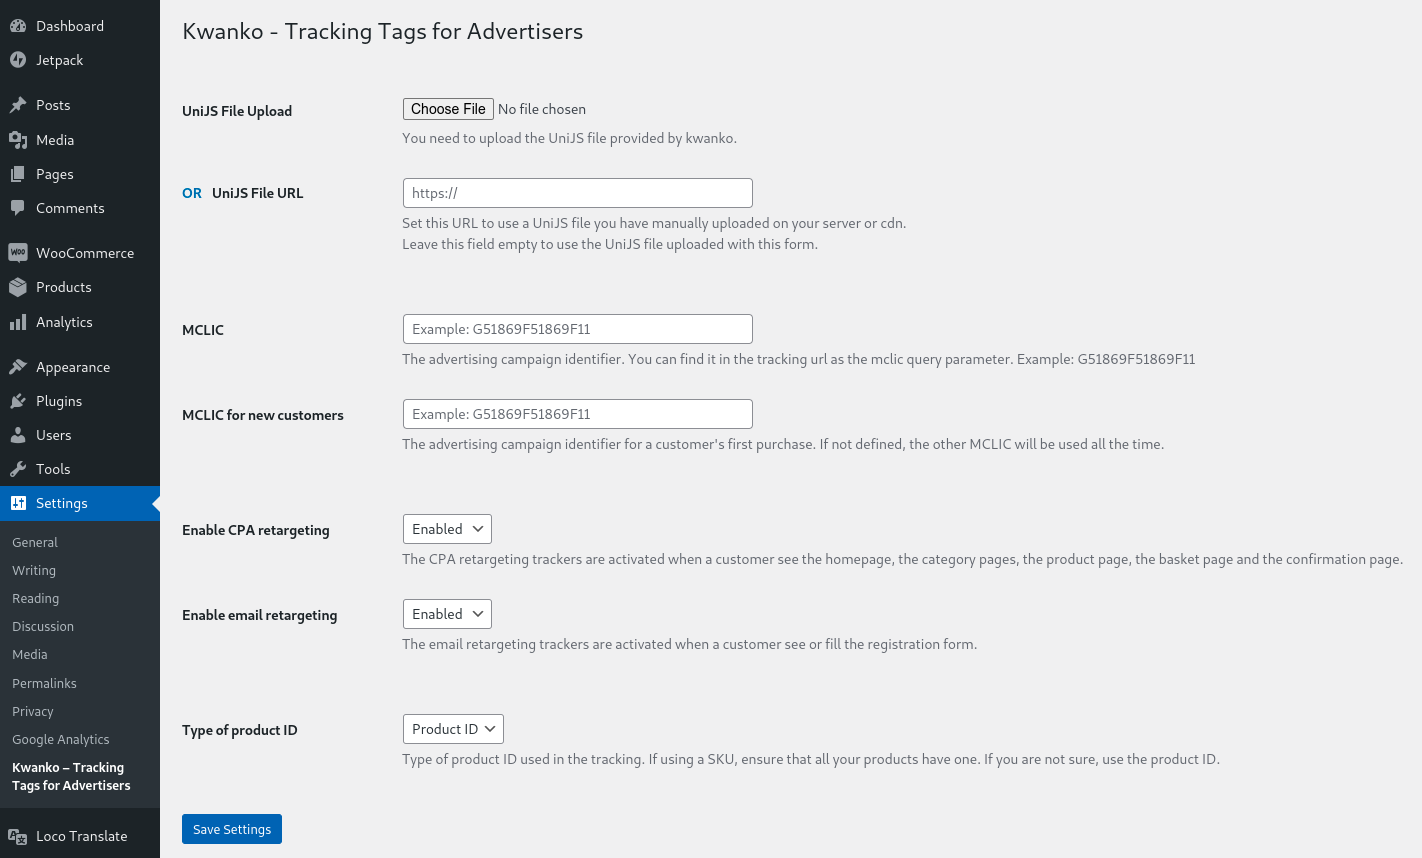 Dashboard
Jetpack
Posts
Media
Pages
Comments
WOO
WooCommerce
Products
Analytics
Appearance
Plugins
Users
Tools
Settings
General
Writing
Reading
Discussion
Media
Permalinks
Privacy
Google Analytics
Kwanko – Tracking
Tags for Advertisers
Loco Translate
Kwanko - Tracking Tags for Advertisers
UniJS File Upload
Choose File No file chosen
You need to upload the UniJS file provided by kwanko.
OR UniJS File URL
https://
Set this URL to use a UniJS file you have manually uploaded on your server or cdn.
Leave this field empty to use the UniJS file uploaded with this form.
MCLIC
Example: G51869F51869F11
The advertising campaign identifier. You can find it in the tracking url as the mclic query parameter. Example: G51869F51869F11
MCLIC for new customers
Example: G51869F51869F11
The advertising campaign identifier for a customer's first purchase. If not defined, the other MCLIC will be used all the time.
Enable CPA retargeting
Enabled
The CPA retargeting trackers are activated when a customer see the homepage, the category pages, the product page, the basket page and the confirmation page.
Enable email retargeting
Enabled
The email retargeting trackers are activated when a customer see or fill the registration form.
Type of product ID
Product ID
Type of product ID used in the tracking. If using a SKU, ensure that all your products have one. If you are not sure, use the product ID.
Save Settings